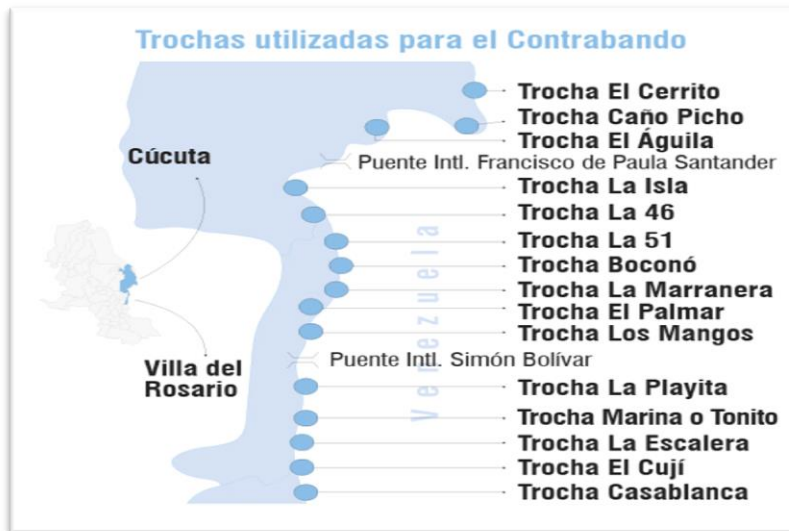 Trochas utilizadas para el Contrabando
Trocha El Cerrito
Trocha Caño Picho
Trocha El Águila
Cúcuta
Puente Intl. Francisco de Paula Santander
Trocha La Isla
Trocha La 46
Trocha La 51
Trocha Boconó
Trocha La Marranera
Trocha El Palmar
Trocha Los Mangos
Venezuela
Puente Intl. Simón Bolívar
Villa del
Rosario
Trocha La Playita
Trocha Marina o Tonito
Trocha La Escalera
Trocha El Cují
Trocha Casablanca